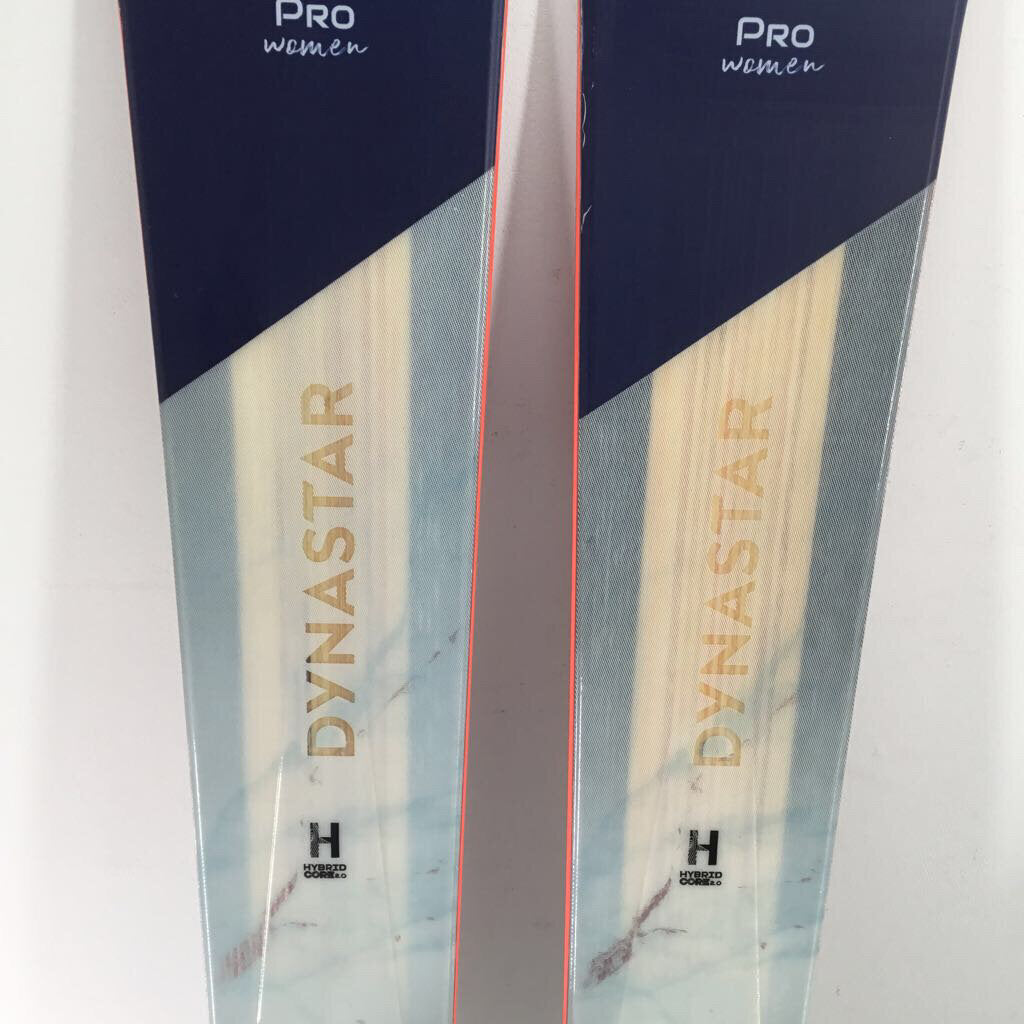 PRO
women
DYNASTAR
H
HYBRID
CORE 2.0
PRO
women
DYNASTAR
H
HYBRID
CORE 2.0